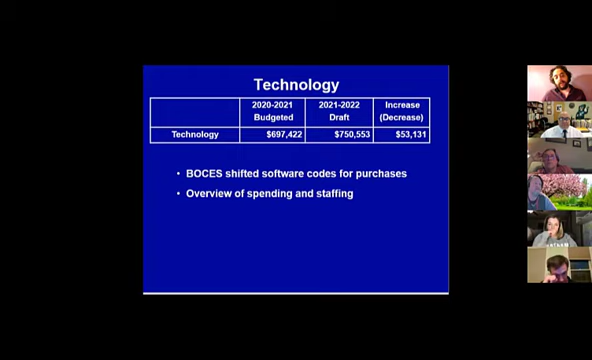 Technology
2020-2021 2021-2022 Increase
Budgeted Draft (Decrease)
Technology $697,422 $750,553 $53,131
• BOCES shifted software codes for purchases
• Overview of spending and staffing